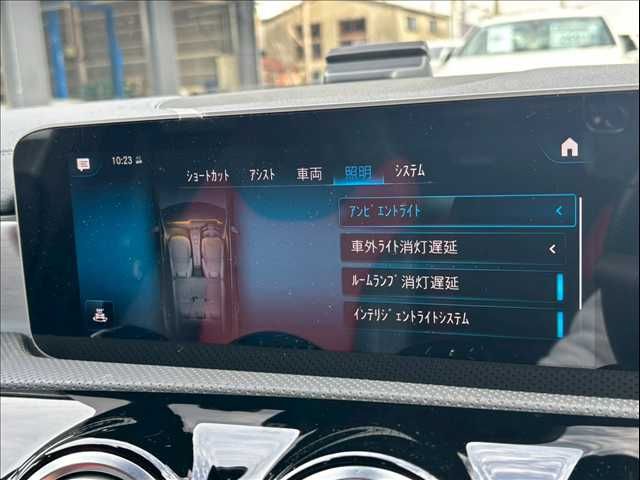 10:23
ショートカット アシスト 車両 照明 システム
アンビエントライト
車外ライト消灯遅延
ルームランプ消灯遅延
インテリジェントライトシステム